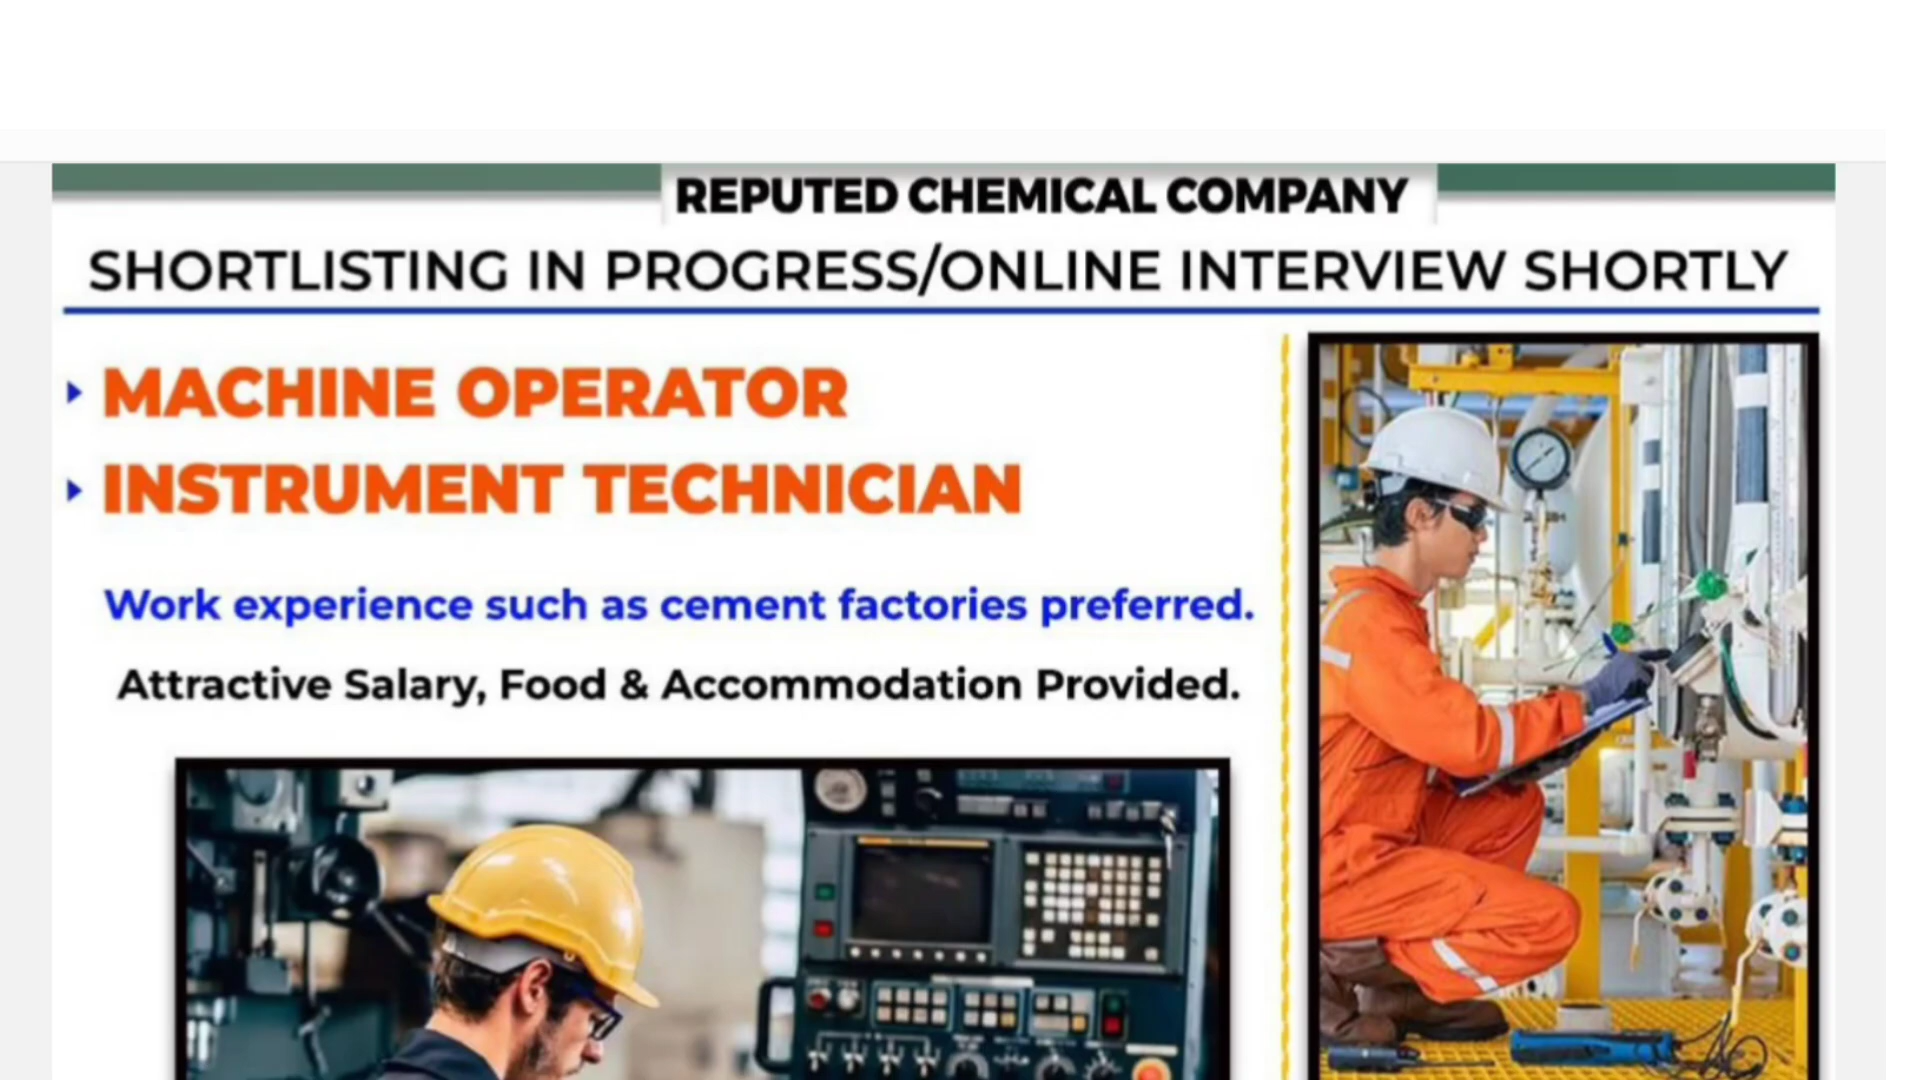 REPUTED CHEMICAL COMPANY
SHORTLISTING IN PROGRESS/ONLINE INTERVIEW SHORTLY
MACHINE OPERATOR
INSTRUMENT TECHNICIAN
Work experience such as cement factories preferred.
Attractive Salary, Food & Accommodation Provided.